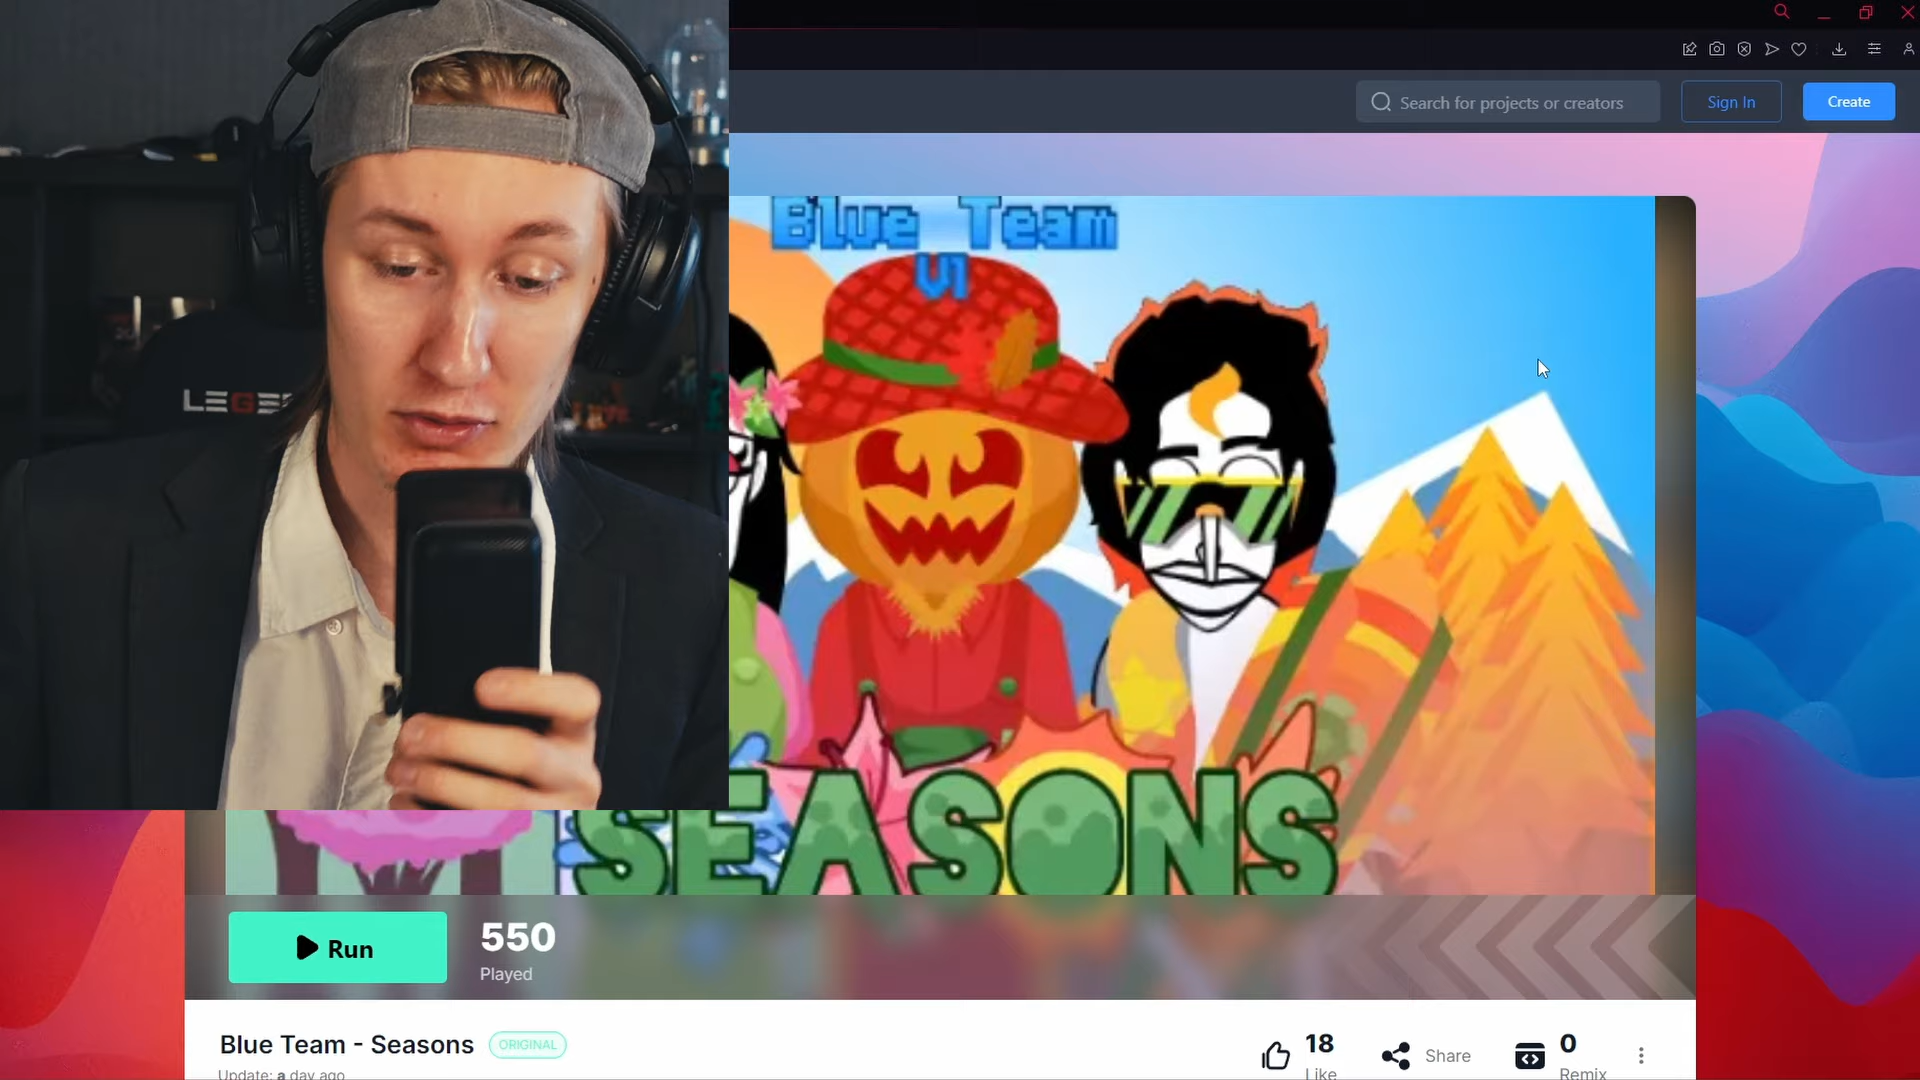 Search for projects or creators
Sign In
Create
Blue Team
V1
SEASONS
Run
550
Played
Blue Team - Seasons
ORIGINAL
Update: a day ago
18
Like
Share
0
Remix